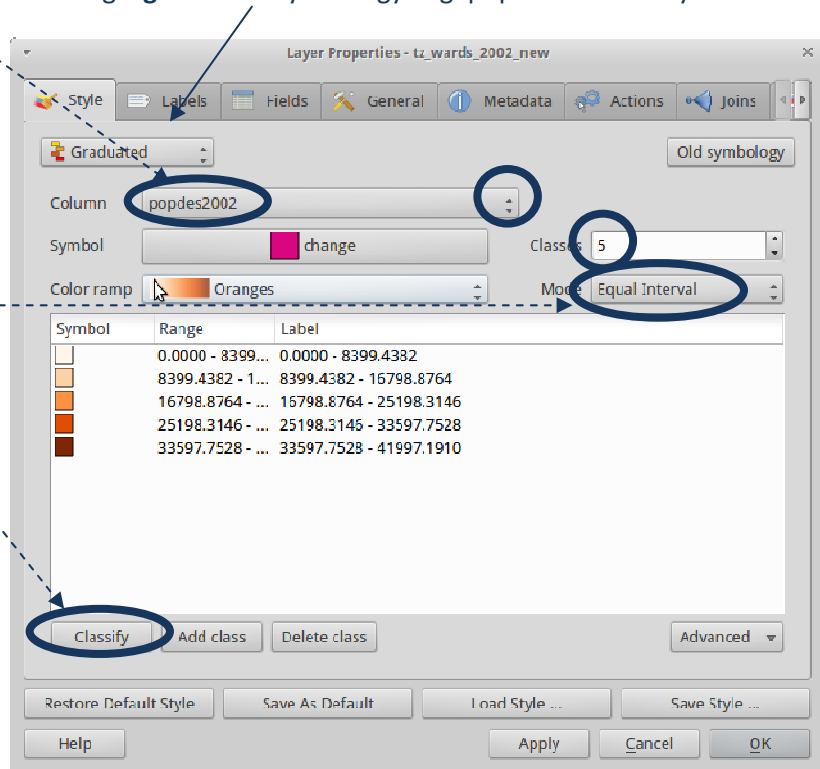 Layer Properties - tz_wards_2002_new
Style Labels Fields General Metadata Actions Joins
Graduated Old symbology
Column popdes2002
Symbol change Classes 5
Color ramp Oranges Mode Equal Interval
Symbol Range Label
0.0000 - 8399... 0.0000 - 8399.4382
8399.4382 - 1... 8399.4382 - 16798.8764
16798.8764 - ... 16798.8764 - 25198.3146
25198.3146 - ... 25198.3146 - 33597.7528
33597.7528 - ... 33597.7528 - 41997.1910
Classify Add class Delete class Advanced
Restore Default Style Save As Default Load Style ... Save Style ...
Help Apply Cancel OK